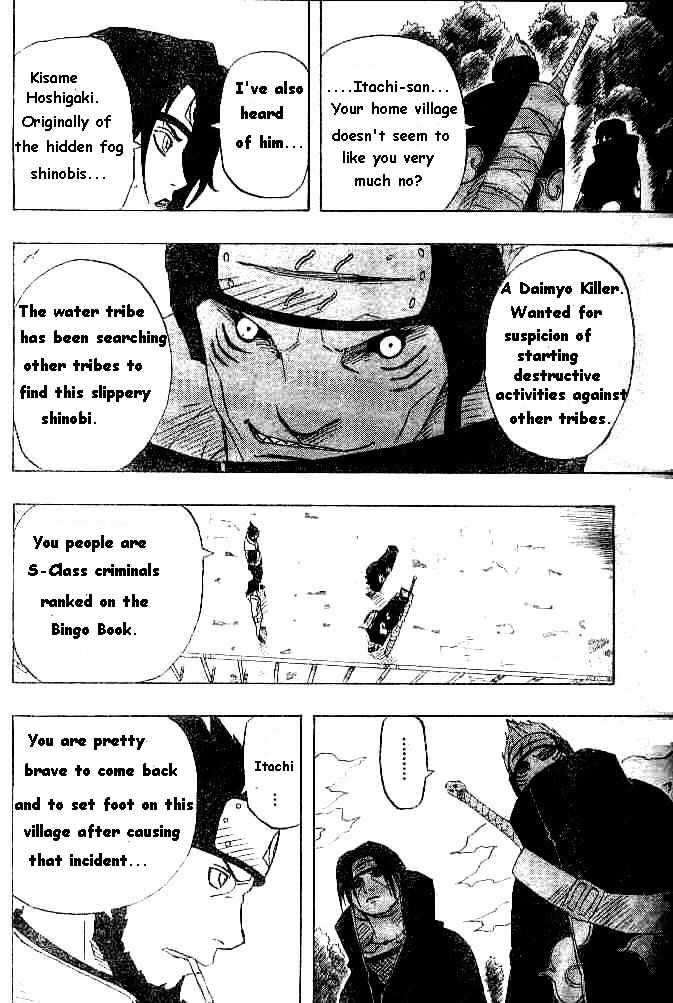 ....Itachi-san...
Your home village
doesn't seem to
like you very
much no?
I've also
heard
of him...
Kisame
Hoshigaki.
Originally of
the hidden fog
shinobis...
A Daimyo Killer.
Wanted for
suspicion of
starting
destructive
activities against
other tribes.
The water tribe
has been searching
other tribes to
find this slippery
shinobi.
You people are
S-Class criminals
ranked on the
Bingo Book.
........
Itachi
...
You are pretty
brave to come back
and to set foot on this
village after causing
that incident...